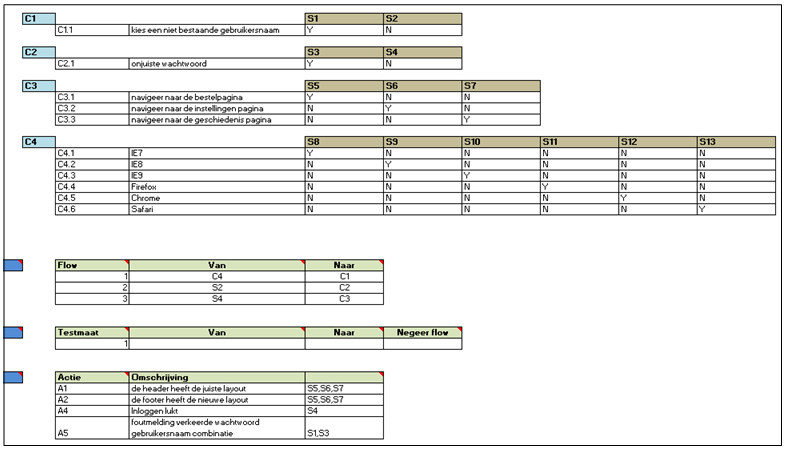 C1 S1 S2
C1.1 kies een niet bestaande gebruikersnaam Y N
C2 S3 S4
C2.1 onjuiste wachtwoord Y N
C3 S5 S6 S7
C3.1 navigeer naar de bestelpagina Y N N
C3.2 navigeer naar de instellingen pagina N Y N
C3.3 navigeer naar de geschiedenis pagina N N Y
C4 S8 S9 S10 S11 S12 S13
C4.1 IE7 Y N N N N N
C4.2 IE8 N Y N N N N
C4.3 IE9 N N Y N N N
C4.4 Firefox N N N Y N N
C4.5 Chrome N N N N Y N
C4.6 Safari N N N N N Y
Flow Van Naar
1 C4 C1
2 S2 C2
3 S4 C3
Testmaat Van Naar Negeer flow
1
Actie Omschrijving
A1 de header heeft de juiste layout S5,S6,S7
A2 de footer heeft de nieuwe layout S5,S6,S7
A4 Inloggen lukt S4
foutmelding verkeerde wachtwoord
A5 gebruikersnaam combinatie S1,S3